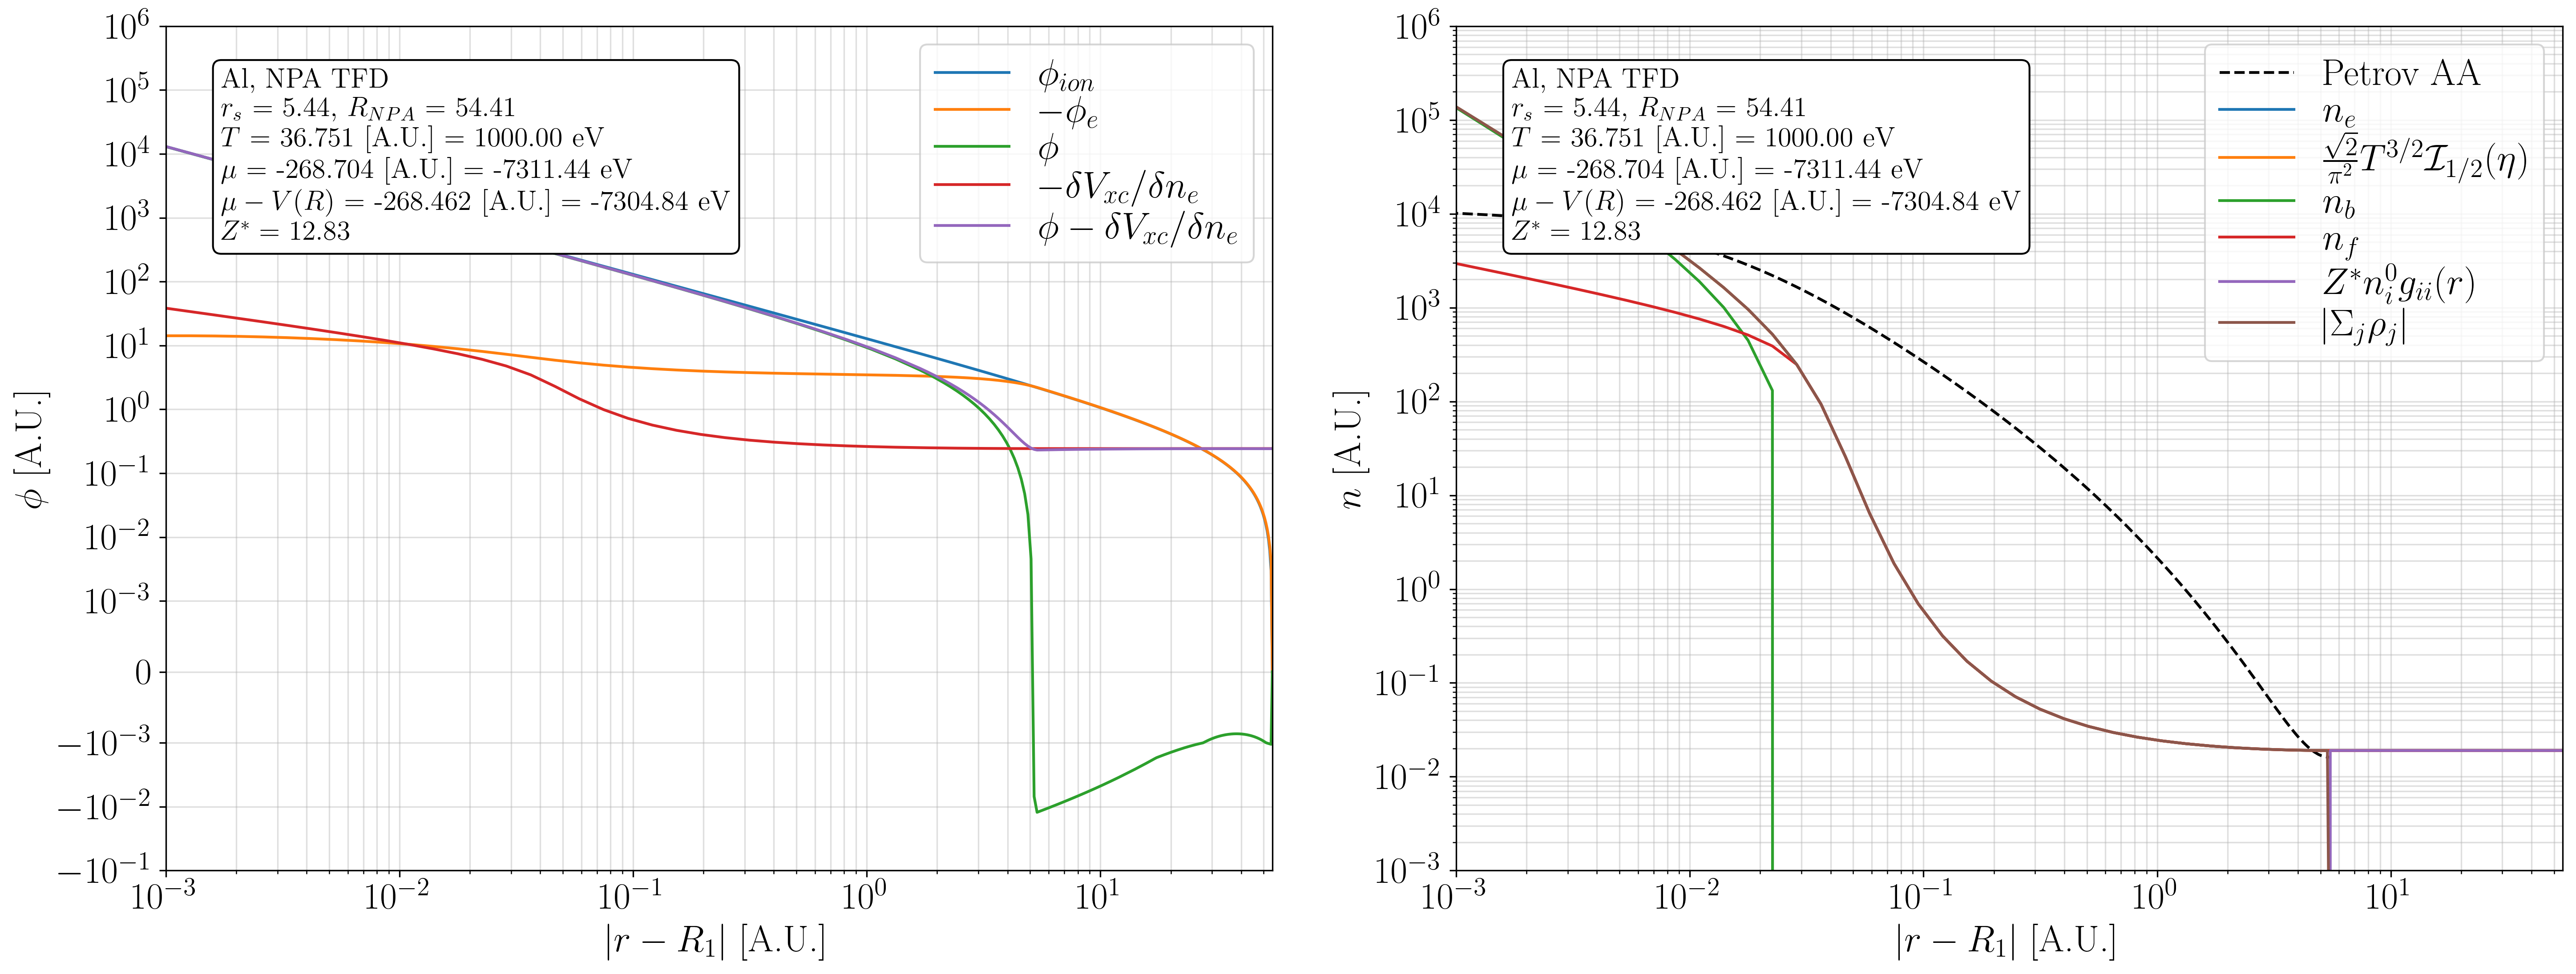 10^6
10^5
10^4
10^3
10^2
10^1
10^0
10^-1
10^-2
10^-3
0
−10^-3
−10^-2
−10^-1
ϕ [A.U.]
Al, NPA TFD
r_s = 5.44, R_NPA = 54.41
T = 36.751 [A.U.] = 1000.00 eV
μ = -268.704 [A.U.] = -7311.44 eV
μ − V(R) = -268.462 [A.U.] = -7304.84 eV
Z* = 12.83
ϕ_ion
−ϕ_e
ϕ
−δV_xc/δn_e
ϕ − δV_xc/δn_e
10^-3 10^-2 10^-1 10^0 10^1
|r − R_1| [A.U.]
10^6
10^5
10^4
10^3
10^2
10^1
10^0
10^-1
10^-2
10^-3
n [A.U.]
Al, NPA TFD
r_s = 5.44, R_NPA = 54.41
T = 36.751 [A.U.] = 1000.00 eV
μ = -268.704 [A.U.] = -7311.44 eV
μ − V(R) = -268.462 [A.U.] = -7304.84 eV
Z* = 12.83
Petrov AA
n_e
√2/π^2 T^3/2 I_1/2(η)
n_b
n_f
Z* n_i^0 g_ii(r)
|Σ_j ρ_j|
10^-3 10^-2 10^-1 10^0 10^1
|r − R_1| [A.U.]